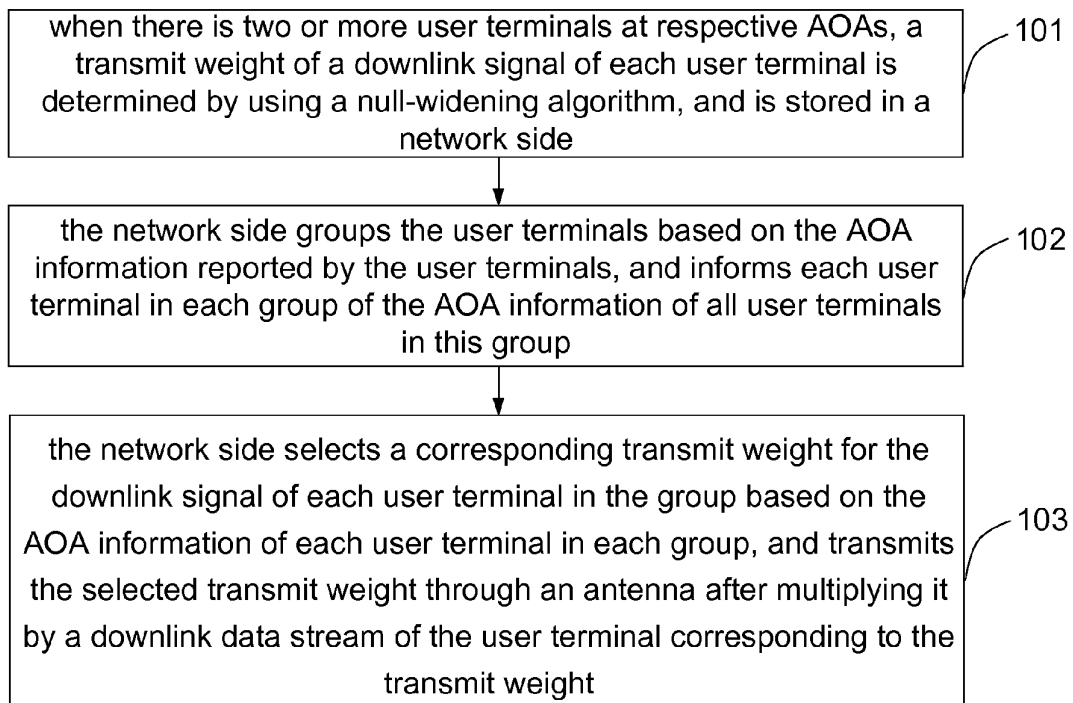 when there is two or more user terminals at respective AOAs, a
transmit weight of a downlink signal of each user terminal is
determined by using a null-widening algorithm, and is stored in a
network side
101
the network side groups the user terminals based on the AOA
information reported by the user terminals, and informs each user
terminal in each group of the AOA information of all user terminals
in this group
102
the network side selects a corresponding transmit weight for the
downlink signal of each user terminal in the group based on the
AOA information of each user terminal in each group, and transmits
the selected transmit weight through an antenna after multiplying it
by a downlink data stream of the user terminal corresponding to the
transmit weight
103